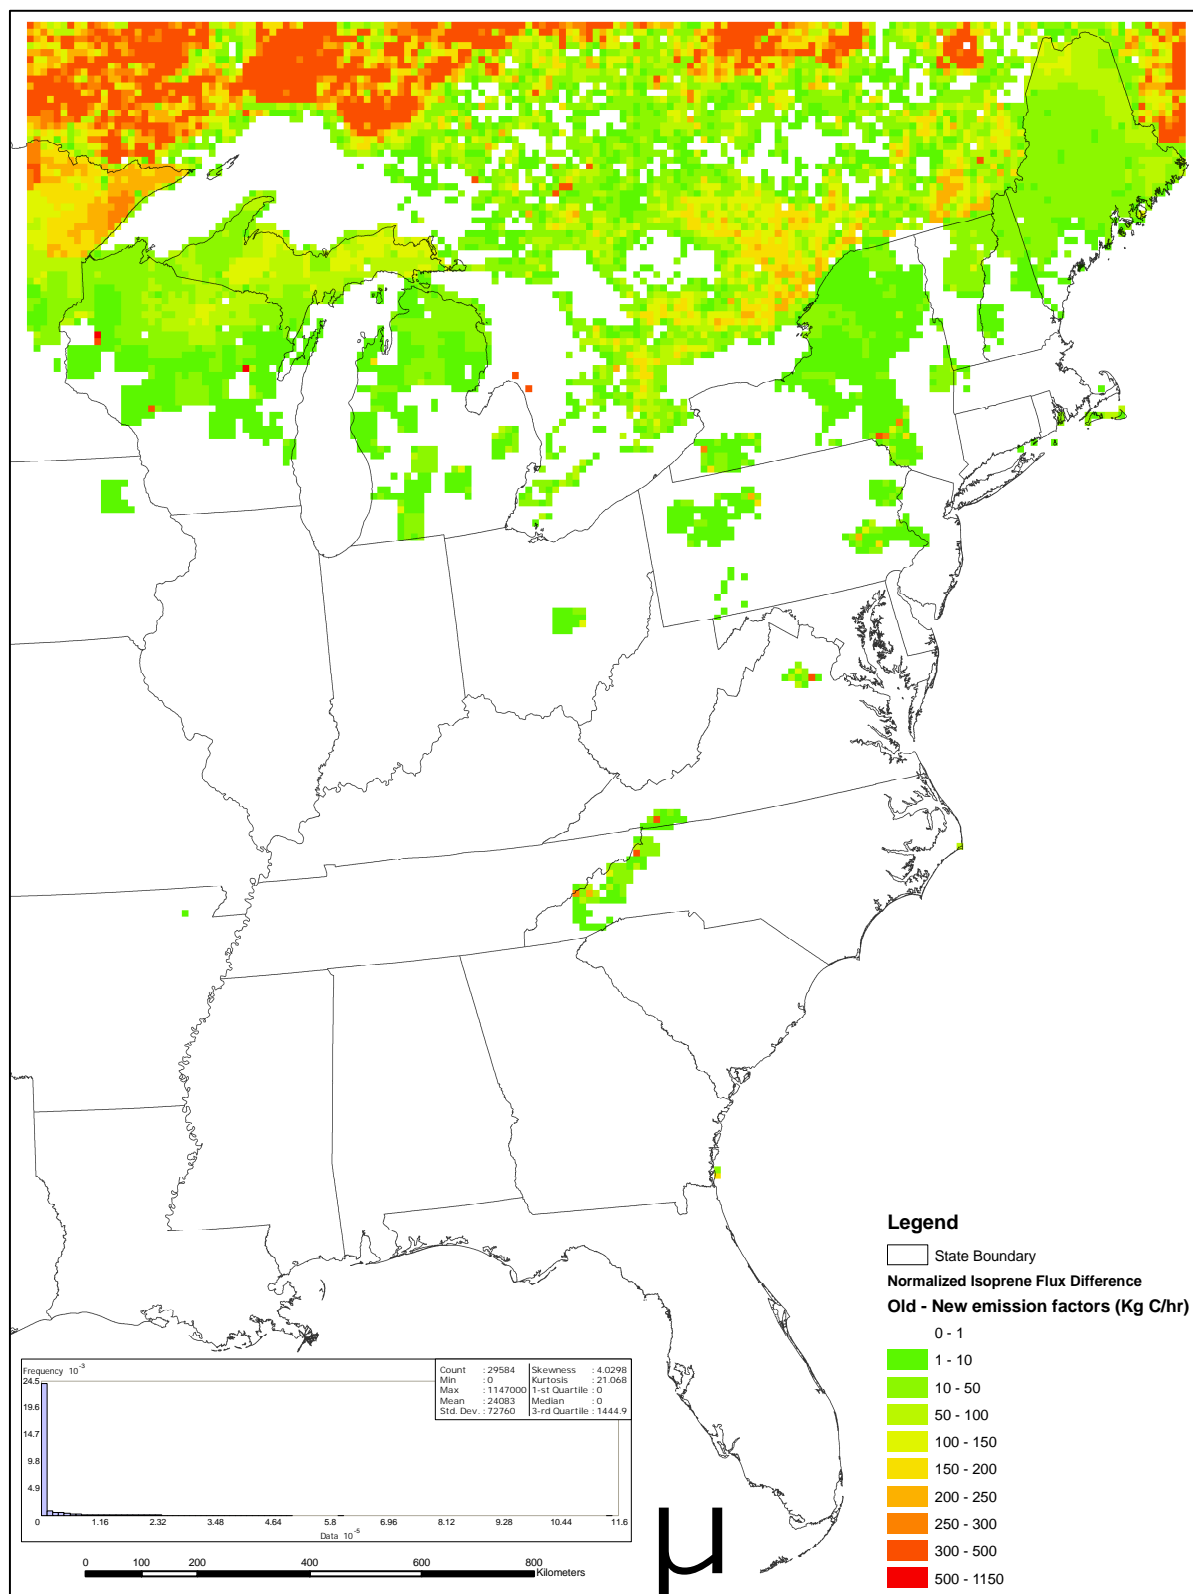 Legend
State Boundary
Normalized Isoprene Flux Difference
Old - New emission factors (Kg C/hr)
0 - 1
1 - 10
10 - 50
50 - 100
100 - 150
150 - 200
200 - 250
250 - 300
300 - 500
500 - 1150
Frequency 10⁻³
24.5
19.6
14.7
9.8
4.9
0 1.16 2.32 3.48 4.64 5.8 6.96 8.12 9.28 10.44 11.6
Data 10⁻⁵
Count : 29584 Skewness : 4.0298
Min : 0 Kurtosis : 21.068
Max : 1147000 1-st Quartile : 0
Mean : 24083 Median : 0
Std. Dev. : 72760 3-rd Quartile : 1444.9
0 100 200 400 600 800
Kilometers
µ